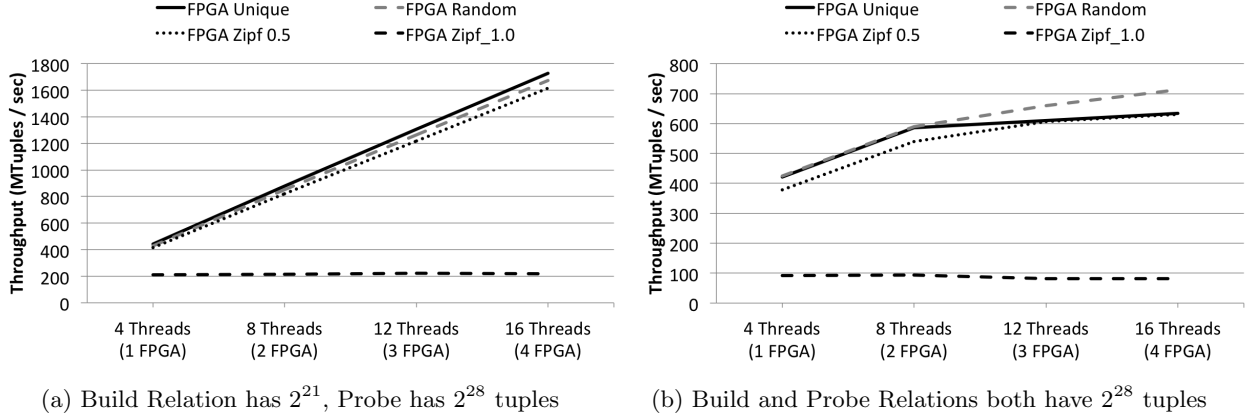 FPGA Unique
FPGA Random
FPGA Zipf 0.5
FPGA Zipf_1.0
Throughput (MTuples / sec)
1800
1600
1400
1200
1000
800
600
400
200
0
4 Threads (1 FPGA)
8 Threads (2 FPGA)
12 Threads (3 FPGA)
16 Threads (4 FPGA)
(a) Build Relation has 2^21, Probe has 2^28 tuples
FPGA Unique
FPGA Random
FPGA Zipf 0.5
FPGA Zipf_1.0
Throughput (MTuples / sec)
800
700
600
500
400
300
200
100
0
4 Threads (1 FPGA)
8 Threads (2 FPGA)
12 Threads (3 FPGA)
16 Threads (4 FPGA)
(b) Build and Probe Relations both have 2^28 tuples